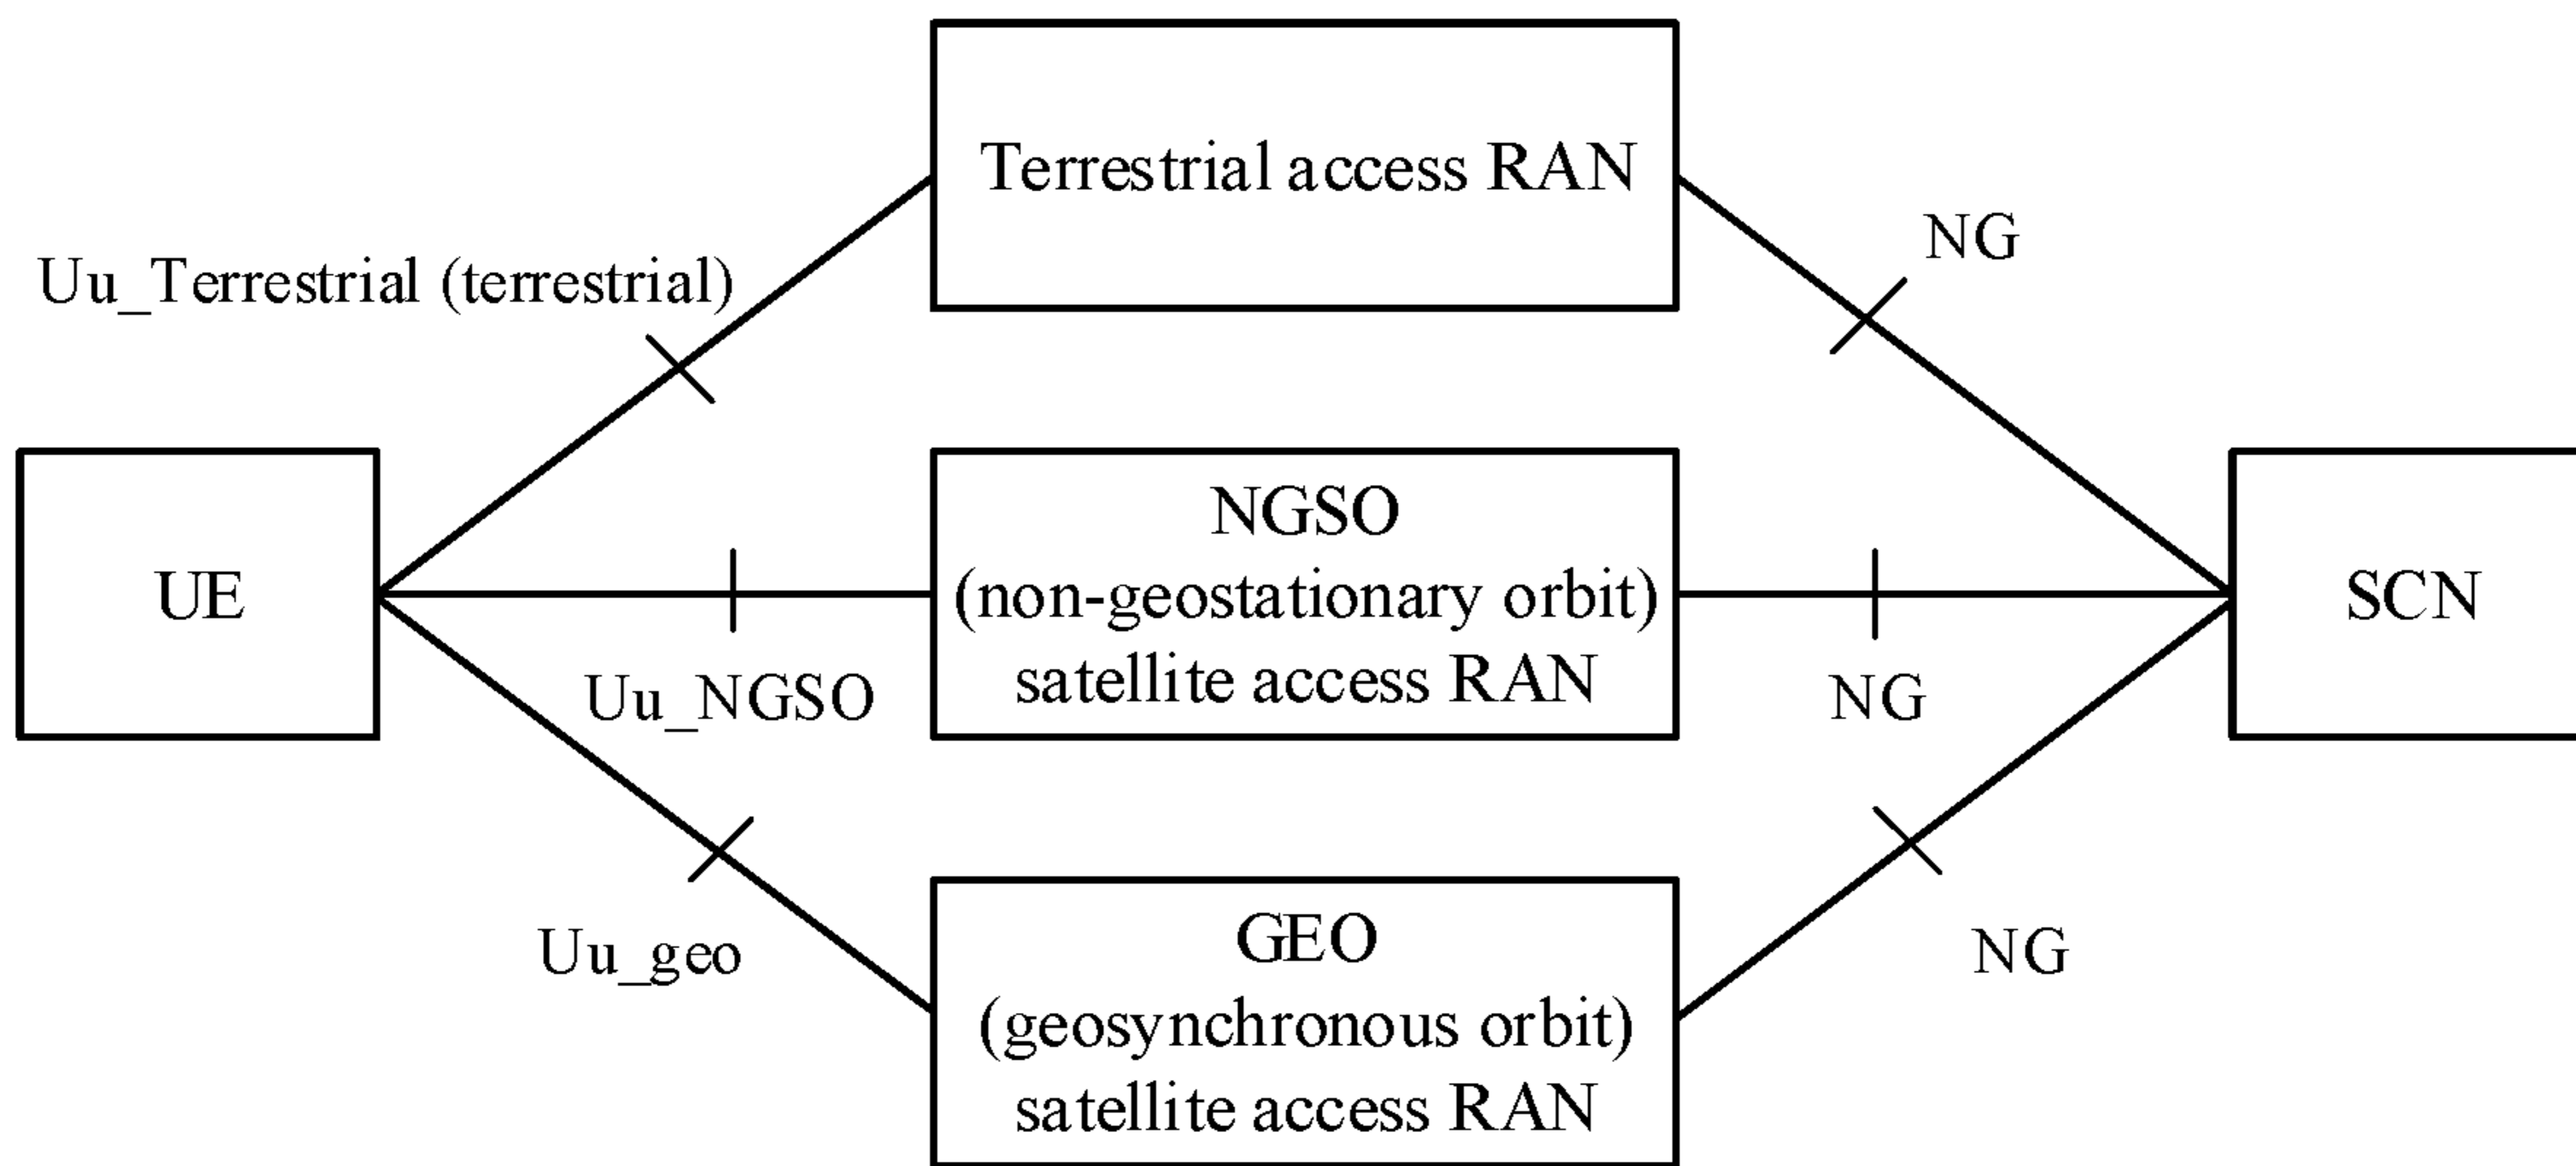 Terrestrial access RAN
NG
Uu_Terrestrial (terrestrial)
UE
NGSO
(non-geostationary orbit)
satellite access RAN
SCN
Uu_NGSO
NG
Uu_geo
GEO
(geosynchronous orbit)
satellite access RAN
NG